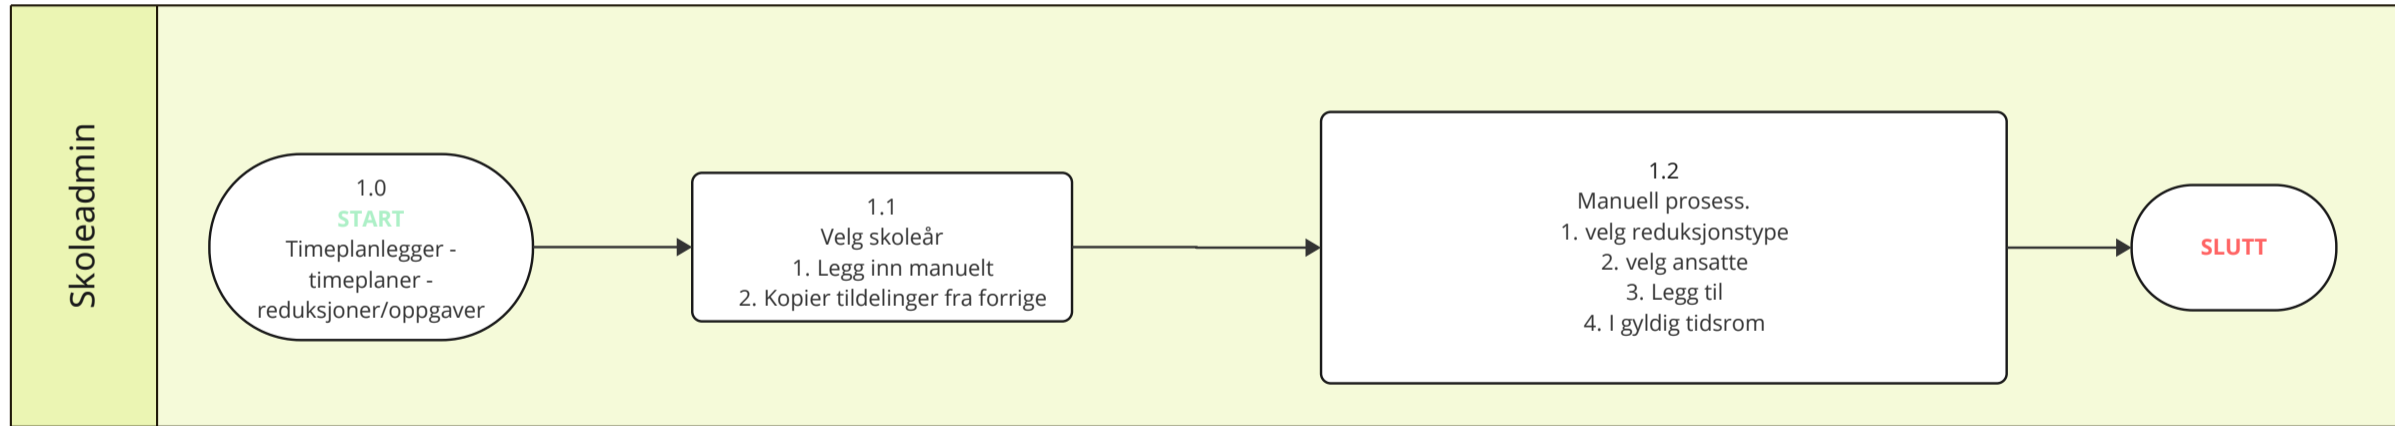 Skoleadmin
1.0
START
Timeplanlegger -
timeplaner -
reduksjoner/oppgaver
1.1
Velg skoleår
1. Legg inn manuelt
2. Kopier tildelinger fra forrige
1.2
Manuell prosess.
1. velg reduksjonstype
2. velg ansatte
3. Legg til
4. I gyldig tidsrom
SLUTT